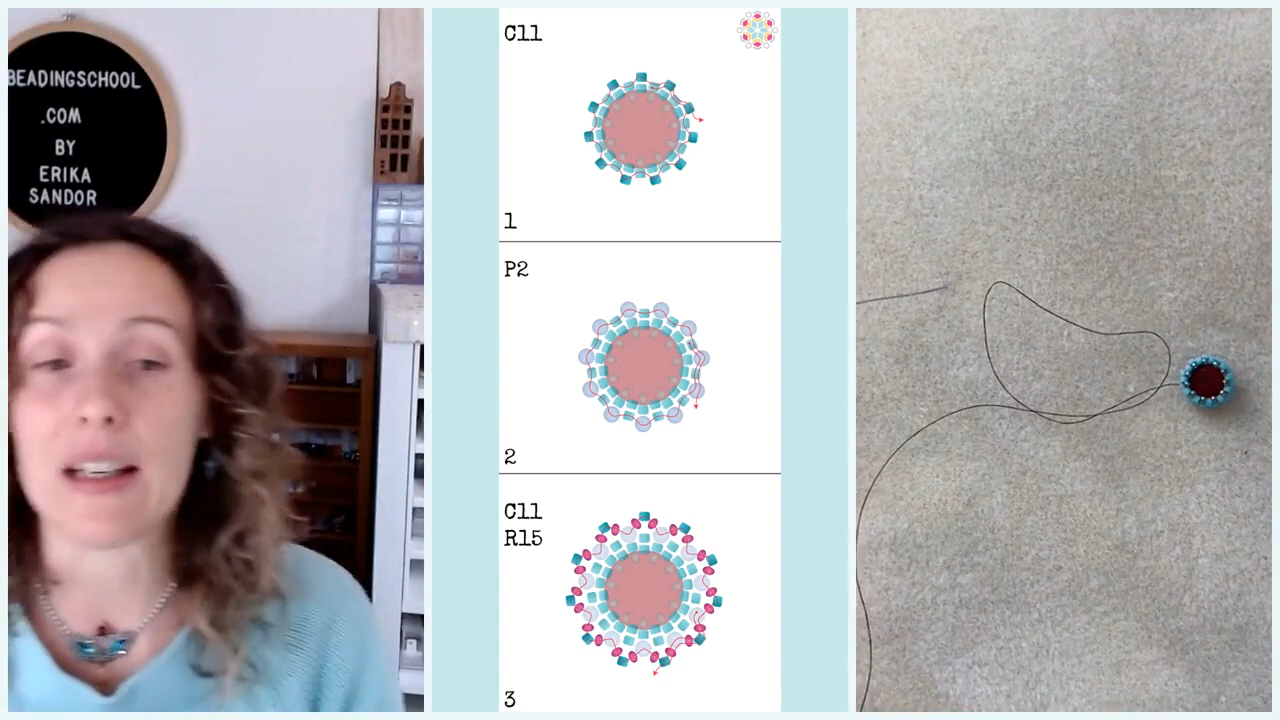 BEADINGSCHOOL
.COM
BY
ERIKA
SANDOR
C11
1
P2
2
C11
R15
3